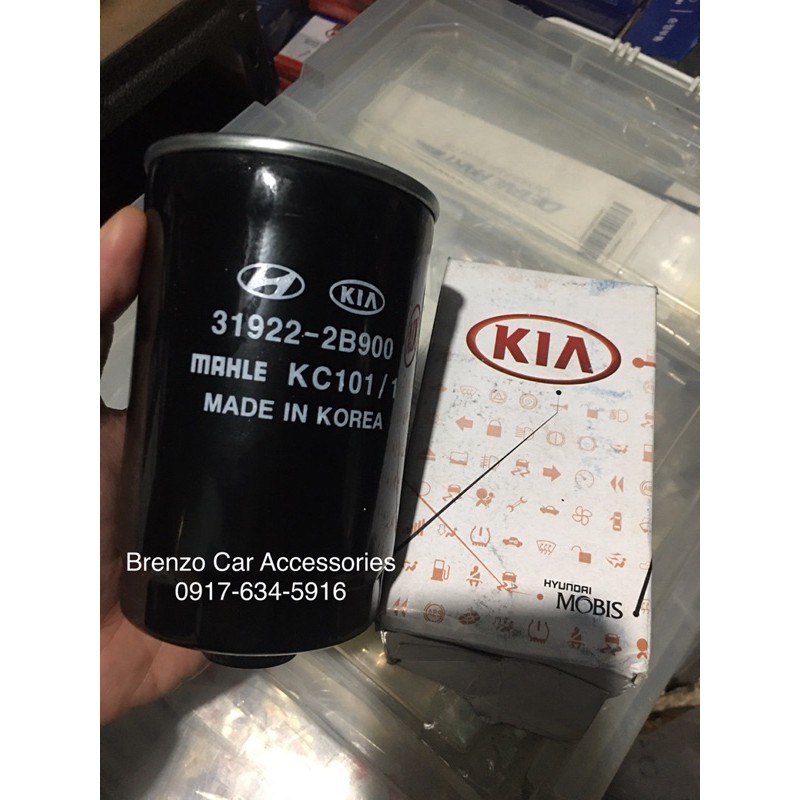 KIA
31922-2B900
MAHLE KC101/1
MADE IN KOREA
KIA
HYUNDAI
MOBIS
Brenzo Car Accessories
0917-634-5916